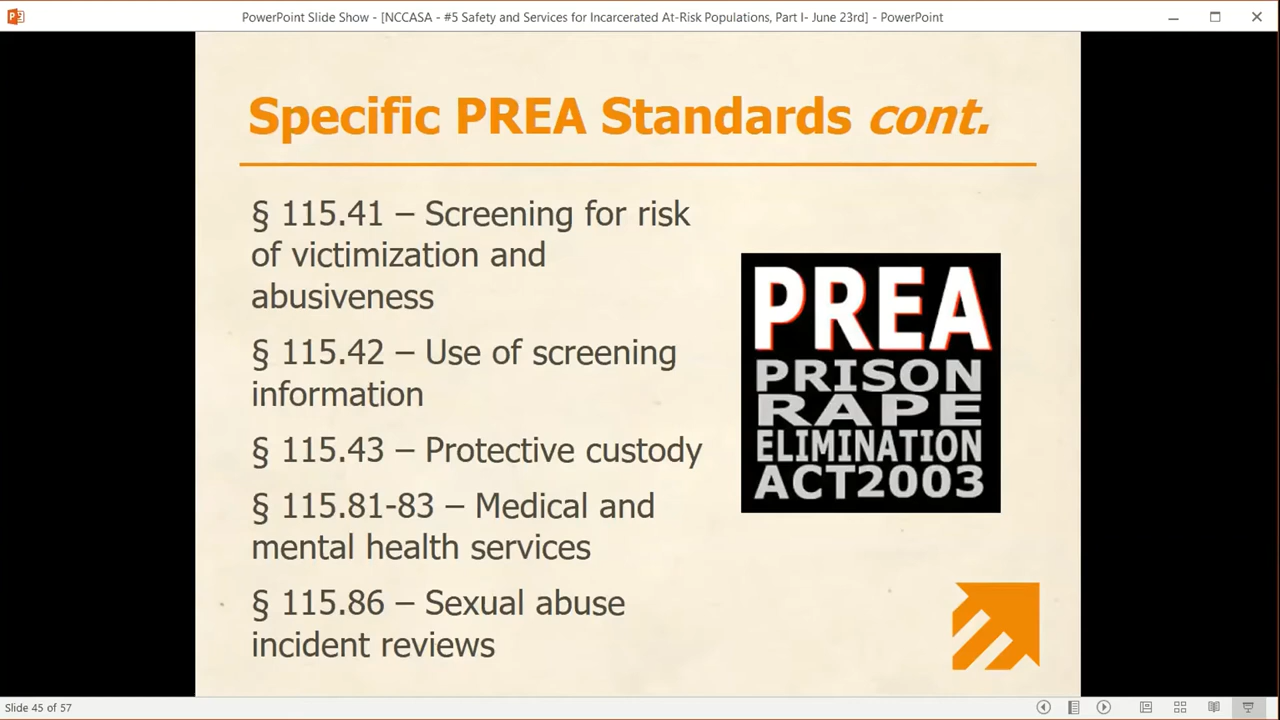 PowerPoint Slide Show - [NCCASA - #5 Safety and Services for Incarcerated At-Risk Populations, Part I- June 23rd] - PowerPoint
Specific PREA Standards cont.
§ 115.41 – Screening for risk
of victimization and
abusiveness
§ 115.42 – Use of screening
information
§ 115.43 – Protective custody
§ 115.81-83 – Medical and
mental health services
§ 115.86 – Sexual abuse
incident reviews
PREA
PRISON
RAPE
ELIMINATION
ACT2003
Slide 45 of 57